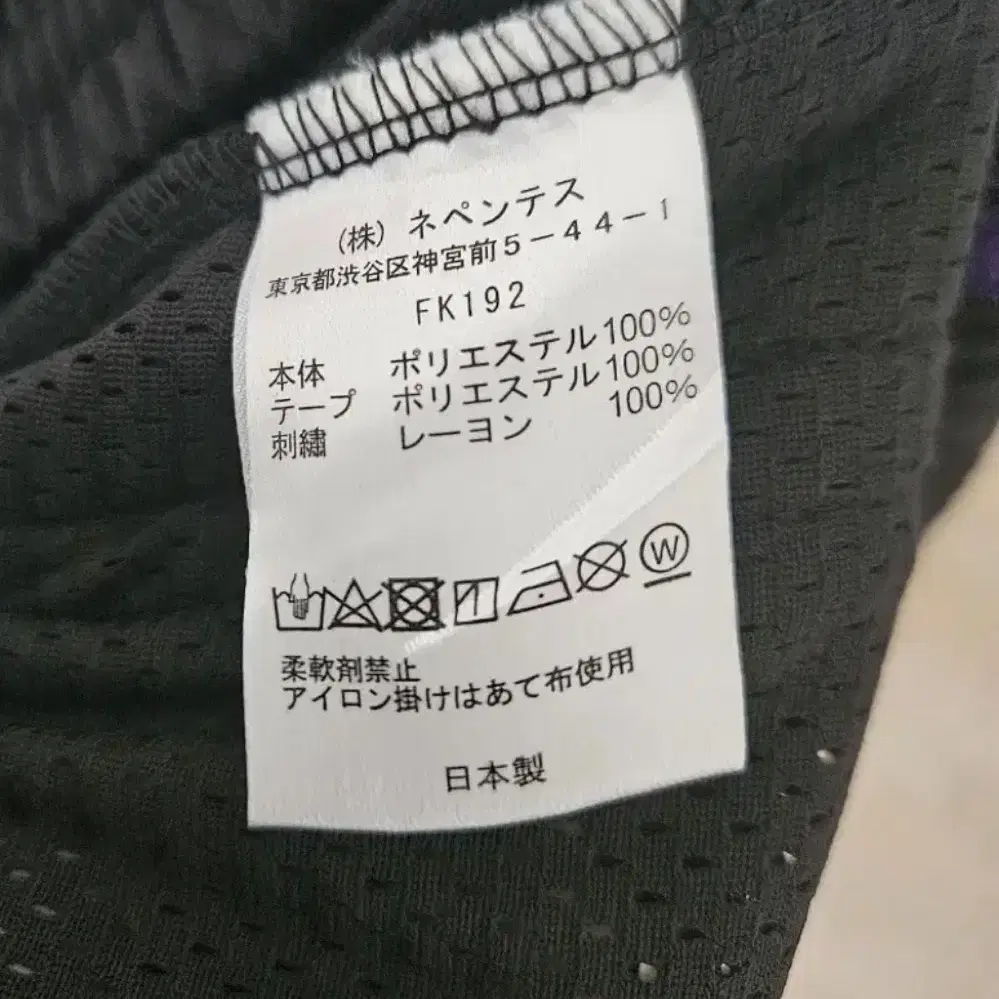 （株）ネペンテス
東京都渋谷区神宮前5－44－1
FK192
本体 ポリエステル100%
テープ ポリエステル100%
刺繍 レーヨン 100%
W
柔軟剤禁止
アイロン掛けはあて布使用
日本製